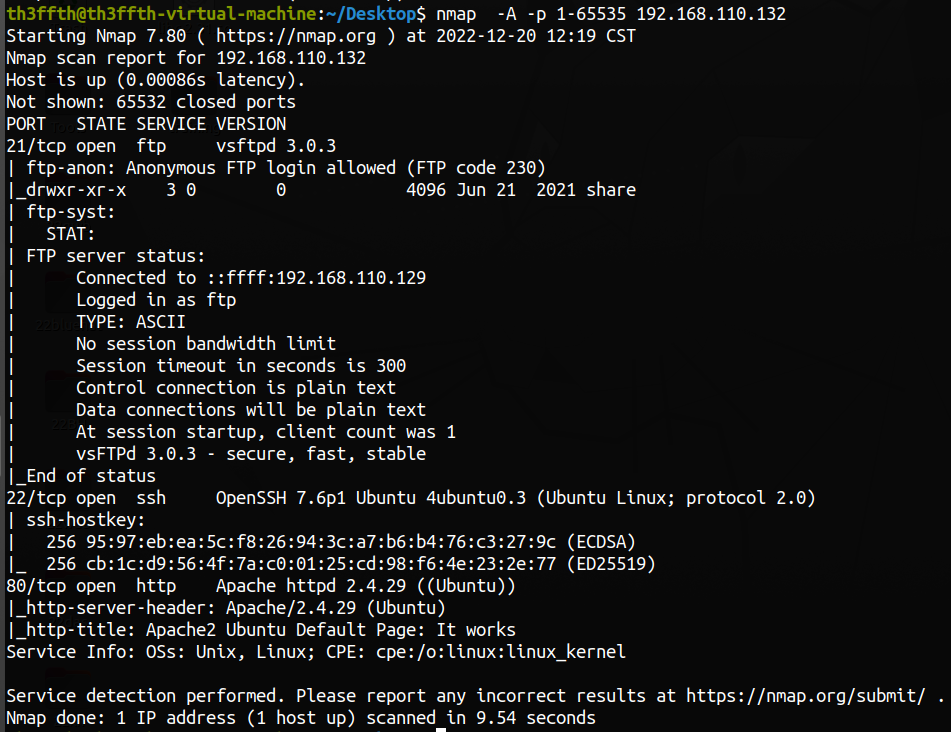 th3ffth@th3ffth-virtual-machine:~/Desktop$ nmap  -A -p 1-65535 192.168.110.132
Starting Nmap 7.80 ( https://nmap.org ) at 2022-12-20 12:19 CST
Nmap scan report for 192.168.110.132
Host is up (0.00086s latency).
Not shown: 65532 closed ports
PORT   STATE SERVICE VERSION
21/tcp open  ftp     vsftpd 3.0.3
| ftp-anon: Anonymous FTP login allowed (FTP code 230)
|_drwxr-xr-x    3 0        0            4096 Jun 21  2021 share
| ftp-syst:
|   STAT:
| FTP server status:
|      Connected to ::ffff:192.168.110.129
|      Logged in as ftp
|      TYPE: ASCII
|      No session bandwidth limit
|      Session timeout in seconds is 300
|      Control connection is plain text
|      Data connections will be plain text
|      At session startup, client count was 1
|      vsFTPd 3.0.3 - secure, fast, stable
|_End of status
22/tcp open  ssh     OpenSSH 7.6p1 Ubuntu 4ubuntu0.3 (Ubuntu Linux; protocol 2.0)
| ssh-hostkey:
|   256 95:97:eb:ea:5c:f8:26:94:3c:a7:b6:b4:76:c3:27:9c (ECDSA)
|_  256 cb:1c:d9:56:4f:7a:c0:01:25:cd:98:f6:4e:23:2e:77 (ED25519)
80/tcp open  http    Apache httpd 2.4.29 ((Ubuntu))
|_http-server-header: Apache/2.4.29 (Ubuntu)
|_http-title: Apache2 Ubuntu Default Page: It works
Service Info: OSs: Unix, Linux; CPE: cpe:/o:linux:linux_kernel

Service detection performed. Please report any incorrect results at https://nmap.org/submit/ .
Nmap done: 1 IP address (1 host up) scanned in 9.54 seconds